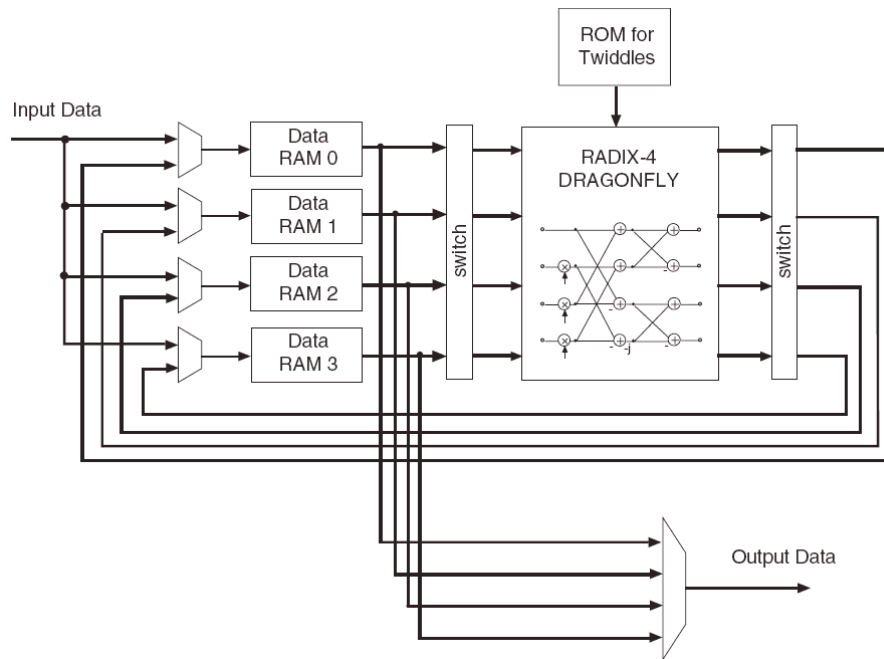 ROM for
Twiddles
Input Data
Data
RAM 0
Data
RAM 1
Data
RAM 2
Data
RAM 3
switch
RADIX-4
DRAGONFLY
-j
switch
Output Data